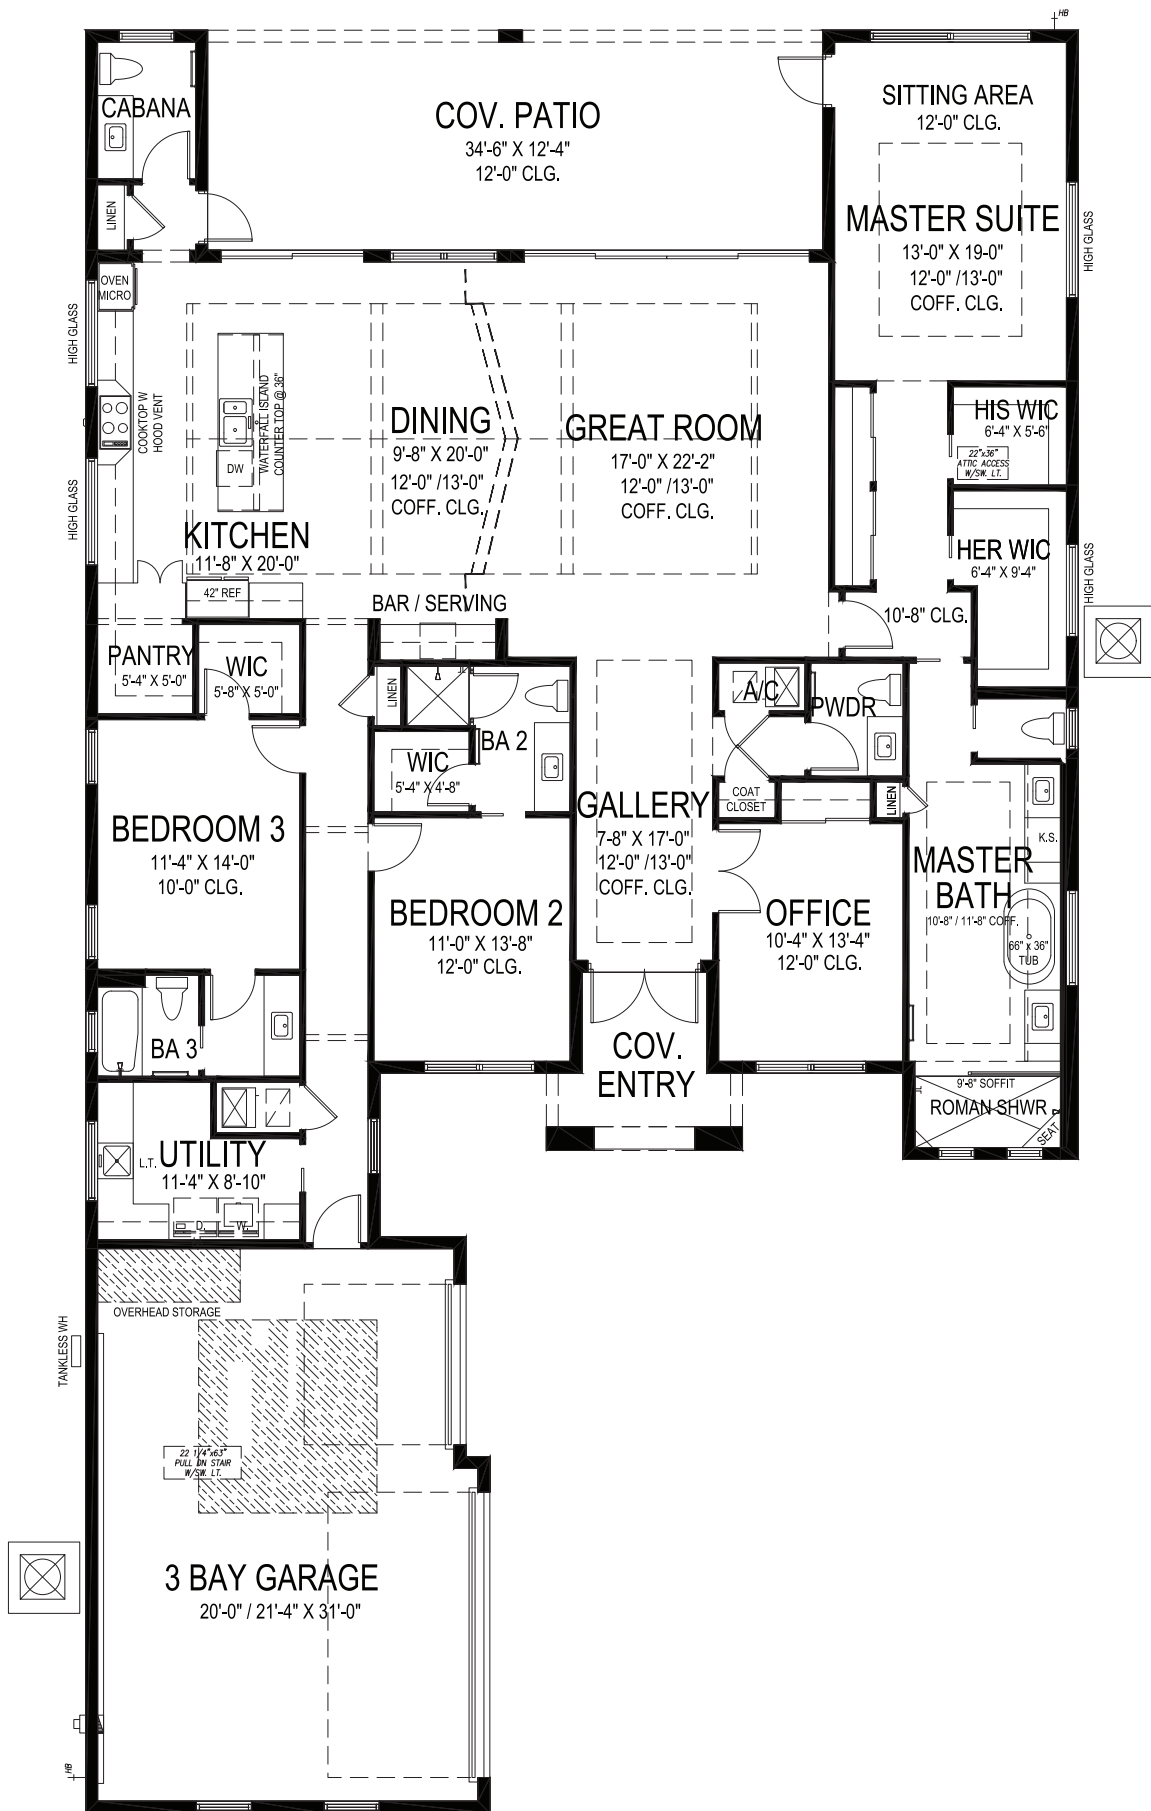 HB
CABANA
COV. PATIO
34'-6" X 12'-4"
12'-0" CLG.
SITTING AREA
12'-0" CLG.
LINEN
MASTER SUITE
13'-0" X 19-0"
12'-0" /13'-0"
COFF. CLG.
HIGH GLASS
OVEN
MICRO
HIGH GLASS
COOKTOP W
HOOD VENT
WATERFALL ISLAND
COUNTER TOP @ 36"
DW
DINING
9'-8" X 20'-0"
12'-0" /13'-0"
COFF. CLG.
GREAT ROOM
17'-0" X 22'-2"
12'-0" /13'-0"
COFF. CLG.
HIS WIC
6'-4" X 5'-6"
22"x36"
ATTIC ACCESS
W/SW. LT.
HIGH GLASS
KITCHEN
11'-8" X 20'-0"
HER WIC
6'-4" X 9'-4"
HIGH GLASS
42" REF
BAR / SERVING
10'-8" CLG.
PANTRY
5'-4" X 5'-0"
WIC
5'-8" X 5'-0"
LINEN
A/C
PWDR
BA 2
WIC
5'-4" X 4'-8"
COAT
CLOSET
LINEN
GALLERY
7'-8" X 17'-0"
12'-0" /13'-0"
COFF. CLG.
K.S.
BEDROOM 3
11'-4" X 14'-0"
10'-0" CLG.
MASTER
BATH
10'-8" / 11'-8" COFF.
66" x 36"
TUB
BEDROOM 2
11'-0" X 13'-8"
12'-0" CLG.
OFFICE
10'-4" X 13'-4"
12'-0" CLG.
BA 3
COV.
ENTRY
9'-8" SOFFIT
ROMAN SHWR
SEAT
L.T.
UTILITY
11-'4" X 8'-10"
D.
W.
OVERHEAD STORAGE
TANKLESS WH
22 1/4"x63"
PULL DN STAIR
W/SW. LT.
3 BAY GARAGE
20'-0" / 21'-4" X 31'-0"
HB